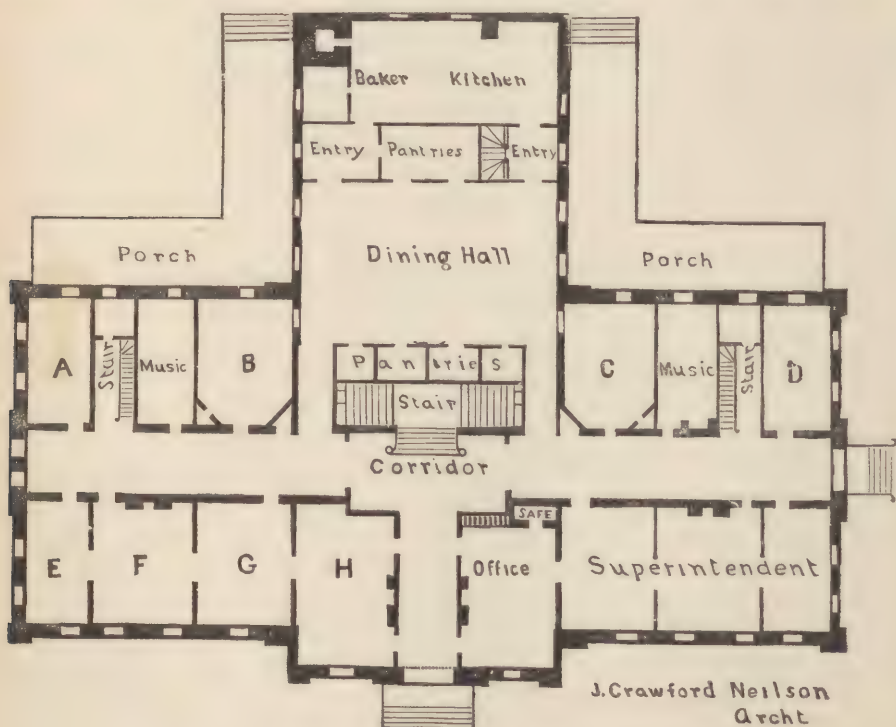 Baker Kitchen
Entry Pantries Entry
Dining Hall
Porch
Porch
Pantries
A
Stair
Music
B
Stair
C
Music
Stair
D
Corridor
SAFE
E
F
G
H
Office
Superintendent
J. Crawford Neilson
Archt